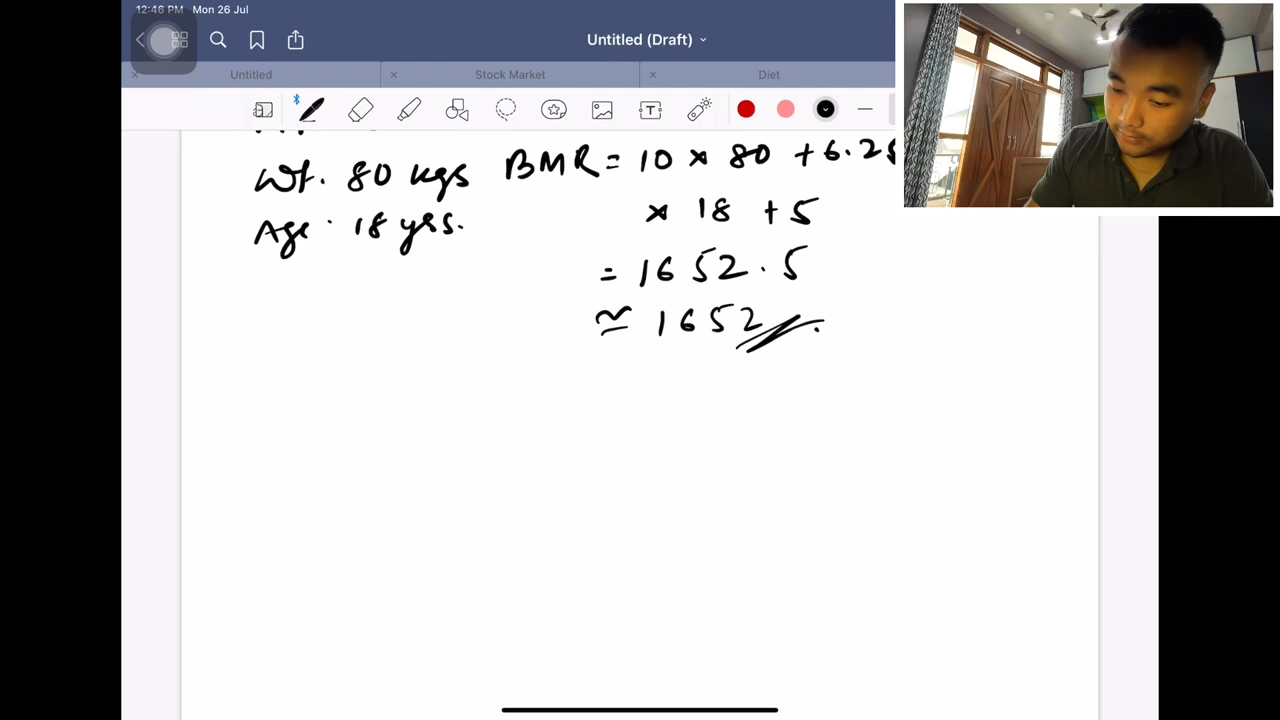 12:46 PM Mon 26 Jul
Untitled (Draft)
Untitled
Stock Market
Diet
Wt. 80 kgs
Age. 18 yrs.
BMR = 10 × 80 + 6.25
× 18 + 5
= 1652.5
≅ 1652